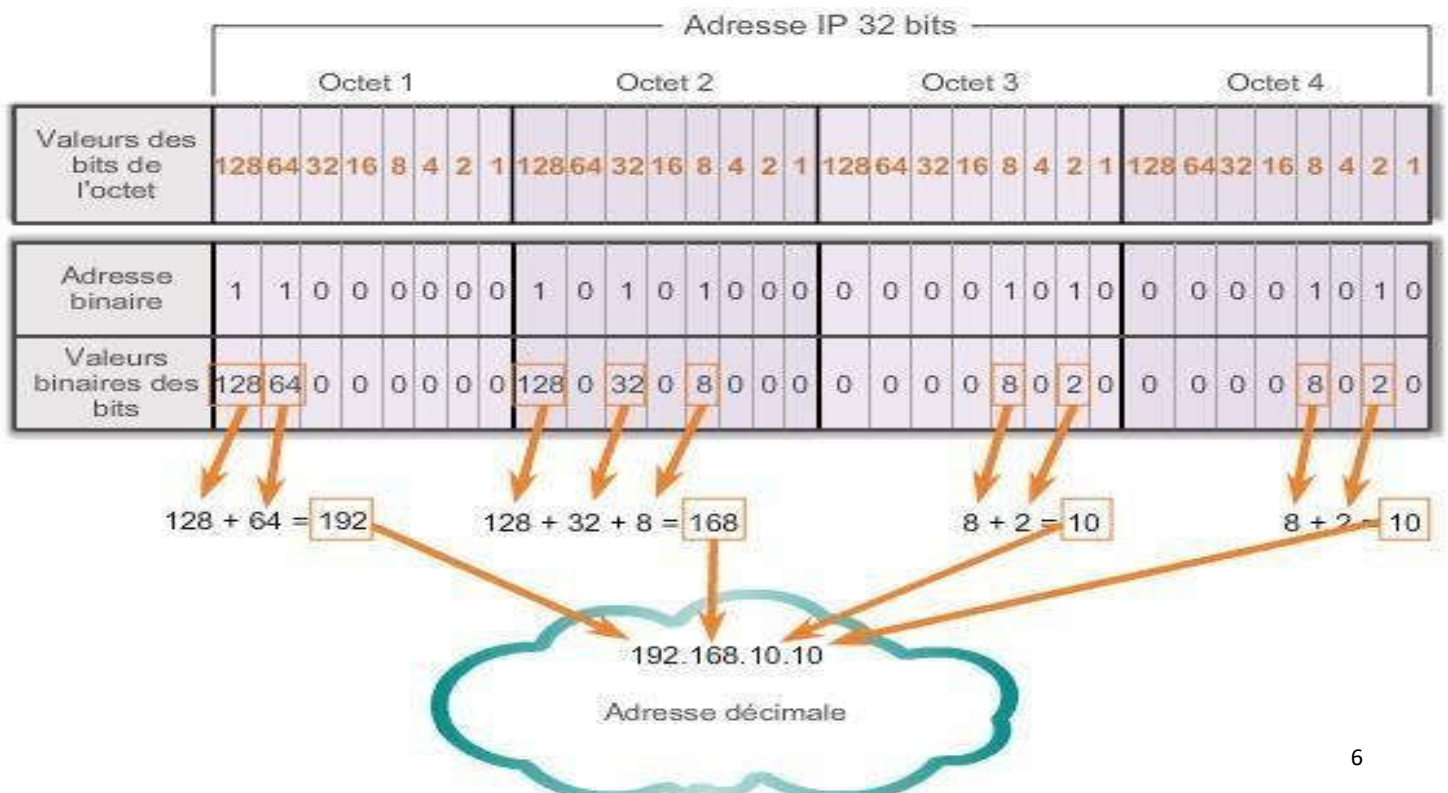 Adresse IP 32 bits
Octet 1 Octet 2 Octet 3 Octet 4
Valeurs des bits de l'octet 128 64 32 16 8 4 2 1 128 64 32 16 8 4 2 1 128 64 32 16 8 4 2 1 128 64 32 16 8 4 2 1
Adresse binaire 1 1 0 0 0 0 0 0 1 0 1 0 1 0 0 0 0 0 0 0 1 0 1 0 0 0 0 0 1 0 1 0
Valeurs binaires des bits 128 64 0 0 0 0 0 0 128 0 32 0 8 0 0 0 0 0 0 0 8 0 2 0 0 0 0 0 8 0 2 0
128 + 64 = 192 128 + 32 + 8 = 168 8 + 2 = 10 8 + 2 = 10
192.168.10.10
Adresse décimale
6